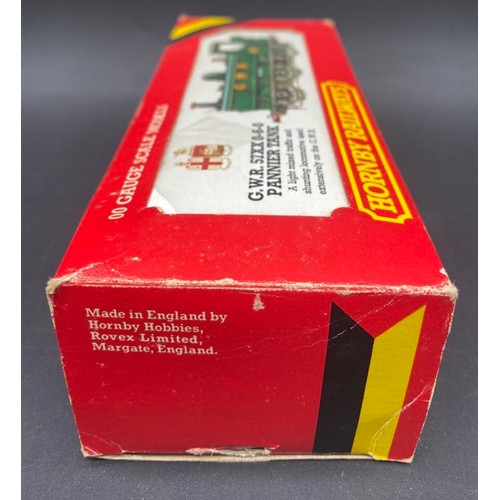 00 GAUGE SCALE MODELS
GWR
G.W.R. 57XX 0-6-0
PANNIER TANK
A light mixed traffic and
shunting locomotive used
extensively on the G.W.R.
HORNBY RAILWAYS
Made in England by
Hornby Hobbies,
Rovex Limited,
Margate, England.